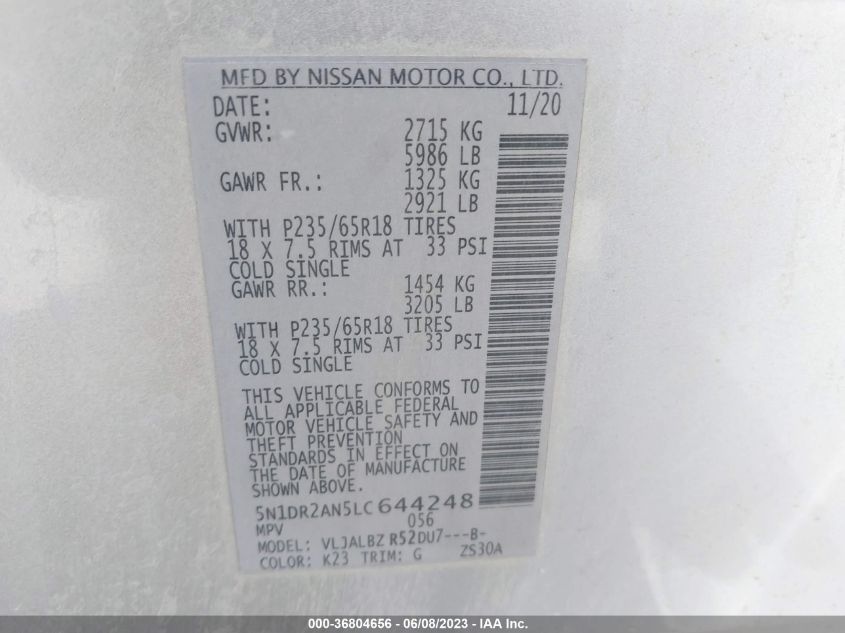 MFD BY NISSAN MOTOR CO., LTD.
DATE: 11/20
GVWR: 2715 KG
5986 LB
GAWR FR.: 1325 KG
2921 LB
WITH P235/65R18 TIRES
18 X 7.5 RIMS AT 33 PSI
COLD SINGLE
GAWR RR.: 1454 KG
3205 LB
WITH P235/65R18 TIRES
18 X 7.5 RIMS AT 33 PSI
COLD SINGLE
THIS VEHICLE CONFORMS TO
ALL APPLICABLE FEDERAL
MOTOR VEHICLE SAFETY AND
THEFT PREVENTION
STANDARDS IN EFFECT ON
THE DATE OF MANUFACTURE
SHOWN ABOVE.
5N1DR2AN5LC644248
MPV 056
MODEL: VLJALBZ R52DU7---B-
COLOR: K23 TRIM: G ZS30A
000-36804656 - 06/08/2023 - IAA Inc.